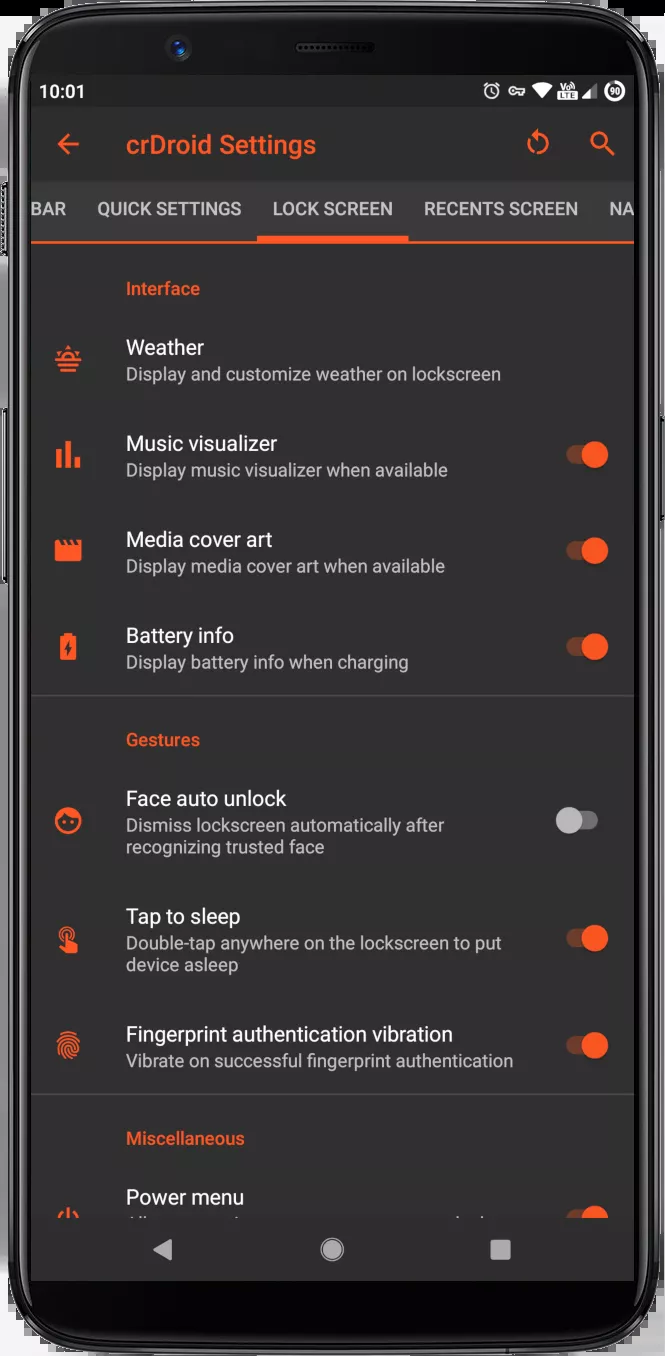 10:01
Vo))
LTE
90
crDroid Settings
BAR
QUICK SETTINGS
LOCK SCREEN
RECENTS SCREEN
NA
Interface
Weather
Display and customize weather on lockscreen
Music visualizer
Display music visualizer when available
Media cover art
Display media cover art when available
Battery info
Display battery info when charging
Gestures
Face auto unlock
Dismiss lockscreen automatically after
recognizing trusted face
Tap to sleep
Double-tap anywhere on the lockscreen to put
device asleep
Fingerprint authentication vibration
Vibrate on successful fingerprint authentication
Miscellaneous
Power menu